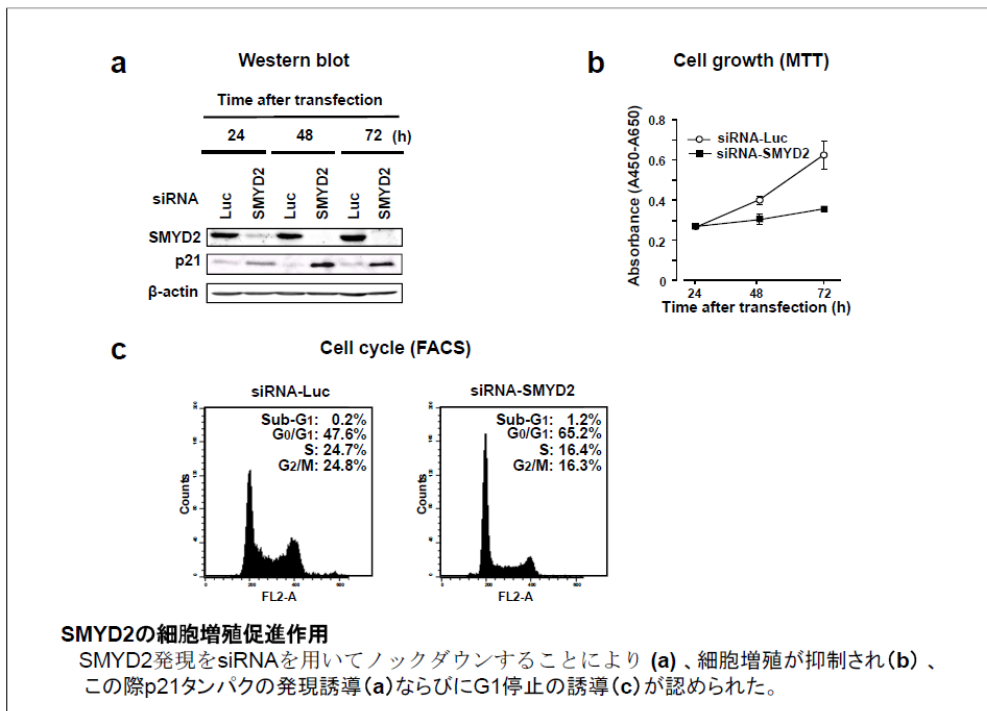 a Western blot
Time after transfection
24 48 72 (h)
siRNA Luc SMYD2 Luc SMYD2 Luc SMYD2
SMYD2
p21
β-actin
b Cell growth (MTT)
Absorbance (A450-A650)
0.8
0.6
0.4
0.2
0
siRNA-Luc
siRNA-SMYD2
24 48 72
Time after transfection (h)
c Cell cycle (FACS)
siRNA-Luc
Sub-G1: 0.2%
G0/G1: 47.6%
S: 24.7%
G2/M: 24.8%
Counts
0 200 400 600
FL2-A
siRNA-SMYD2
Sub-G1: 1.2%
G0/G1: 65.2%
S: 16.4%
G2/M: 16.3%
Counts
0 200 400 600
FL2-A
SMYD2の細胞増殖促進作用
SMYD2発現をsiRNAを用いてノックダウンすることにより (a) 、細胞増殖が抑制され(b) 、
この際p21タンパクの発現誘導(a)ならびにG1停止の誘導(c)が認められた。